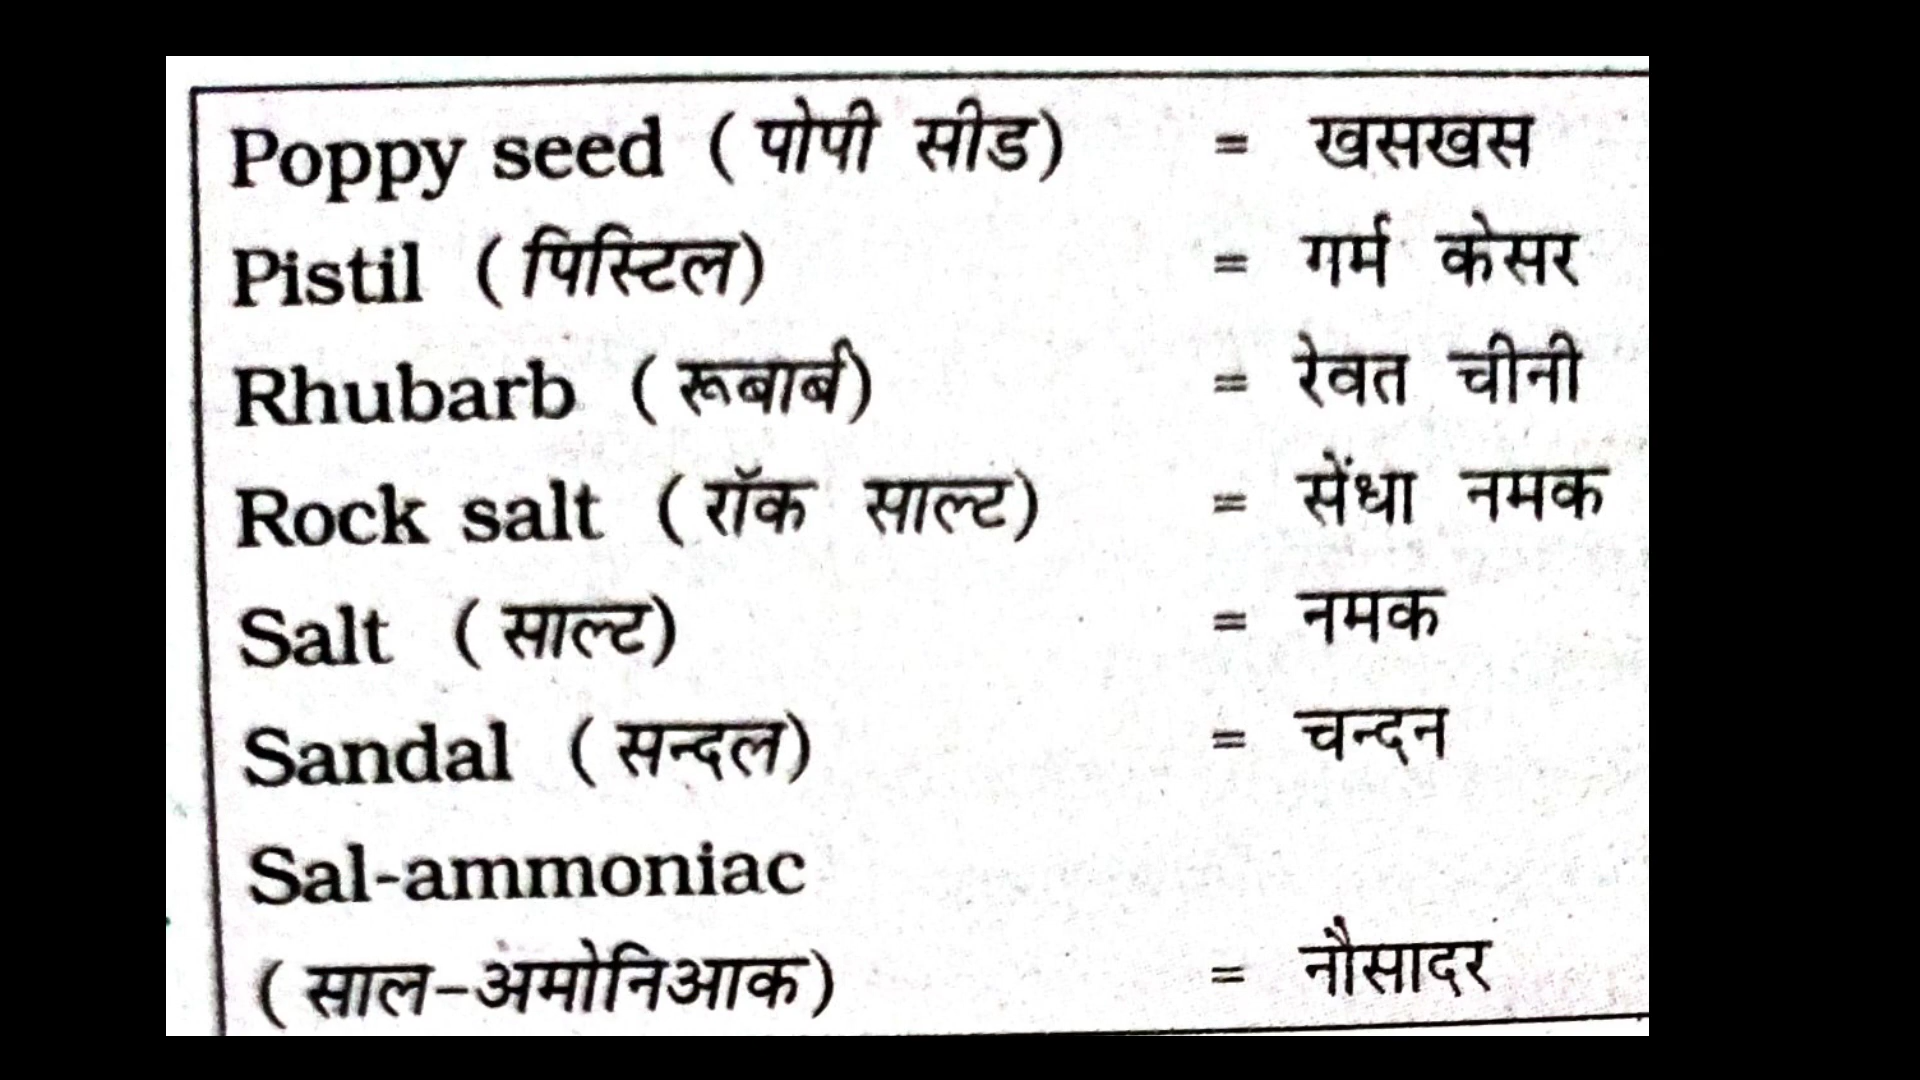 Poppy seed ( पोपी सीड) = खसखस
Pistil ( पिस्टिल) = गर्म केसर
Rhubarb ( रूबार्ब) = रेवत चीनी
Rock salt ( रॉक साल्ट) = सेंधा नमक
Salt ( साल्ट) = नमक
Sandal ( सन्दल) = चन्दन
Sal-ammoniac
( साल-अमोनिआक) = नौसादर